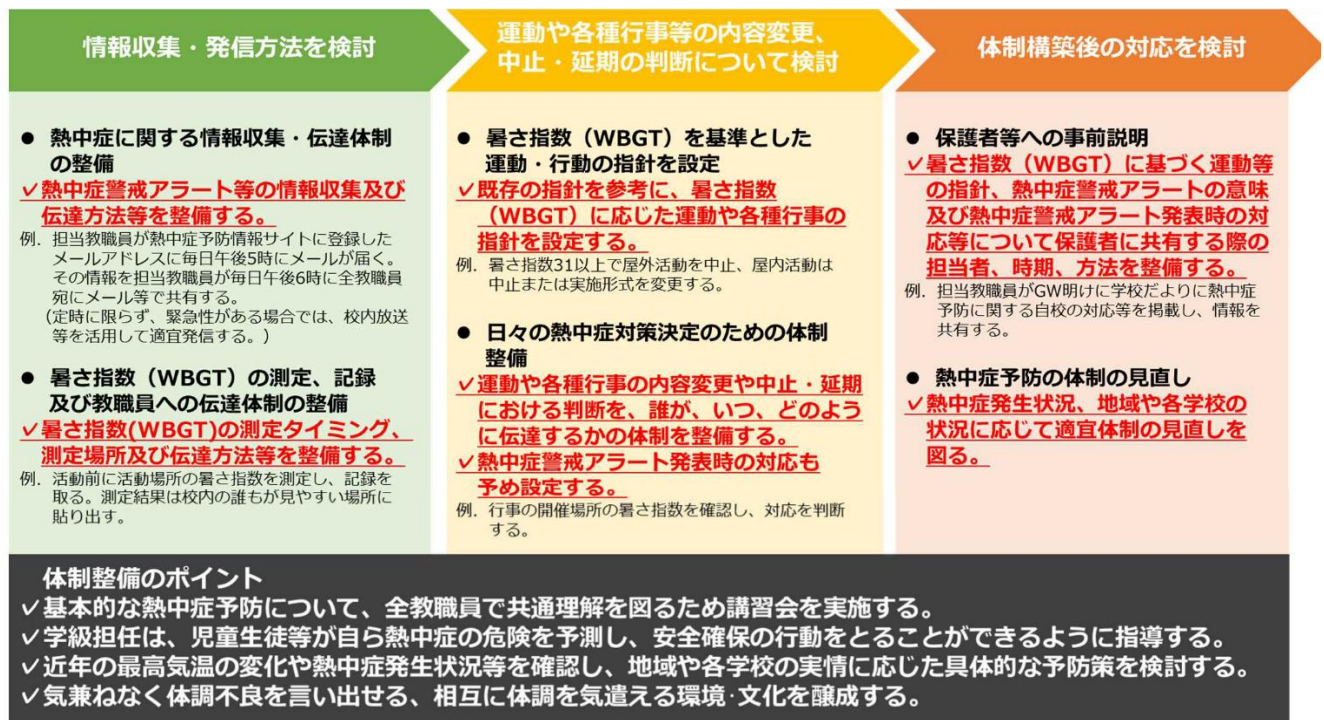 情報収集・発信方法を検討
● 熱中症に関する情報収集・伝達体制
の整備
✓熱中症警戒アラート等の情報収集及び
伝達方法等を整備する。
例．担当教職員が熱中症予防情報サイトに登録した
メールアドレスに毎日午後5時にメールが届く。
その情報を担当教職員が毎日午後6時に全教職員
宛にメール等で共有する。
（定時に限らず、緊急性がある場合では、校内放送
等を活用して適宜発信する。）
● 暑さ指数（WBGT）の測定、記録
及び教職員への伝達体制の整備
✓暑さ指数(WBGT)の測定タイミング、
測定場所及び伝達方法等を整備する。
例．活動前に活動場所の暑さ指数を測定し、記録を
取る。測定結果は校内の誰もが見やすい場所に
貼り出す。
運動や各種行事等の内容変更、
中止・延期の判断について検討
● 暑さ指数（WBGT）を基準とした
運動・行動の指針を設定
✓既存の指針を参考に、暑さ指数
（WBGT）に応じた運動や各種行事の
指針を設定する。
例．暑さ指数31以上で屋外活動を中止、屋内活動は
中止または実施形式を変更する。
● 日々の熱中症対策決定のための体制
整備
✓運動や各種行事の内容変更や中止・延期
における判断を、誰が、いつ、どのよう
に伝達するかの体制を整備する。
✓熱中症警戒アラート発表時の対応も
予め設定する。
例．行事の開催場所の暑さ指数を確認し、対応を判断
する。
体制構築後の対応を検討
● 保護者等への事前説明
✓暑さ指数（WBGT）に基づく運動等
の指針、熱中症警戒アラートの意味
及び熱中症警戒アラート発表時の対
応等について保護者に共有する際の
担当者、時期、方法を整備する。
例．担当教職員がGW明けに学校だよりに熱中症
予防に関する自校の対応等を掲載し、情報を
共有する。
● 熱中症予防の体制の見直し
✓熱中症発生状況、地域や各学校の
状況に応じて適宜体制の見直しを
図る。
体制整備のポイント
✓基本的な熱中症予防について、全教職員で共通理解を図るため講習会を実施する。
✓学級担任は、児童生徒等が自ら熱中症の危険を予測し、安全確保の行動をとることができるように指導する。
✓近年の最高気温の変化や熱中症発生状況等を確認し、地域や各学校の実情に応じた具体的な予防策を検討する。
✓気兼ねなく体調不良を言い出せる、相互に体調を気遣える環境･文化を醸成する。